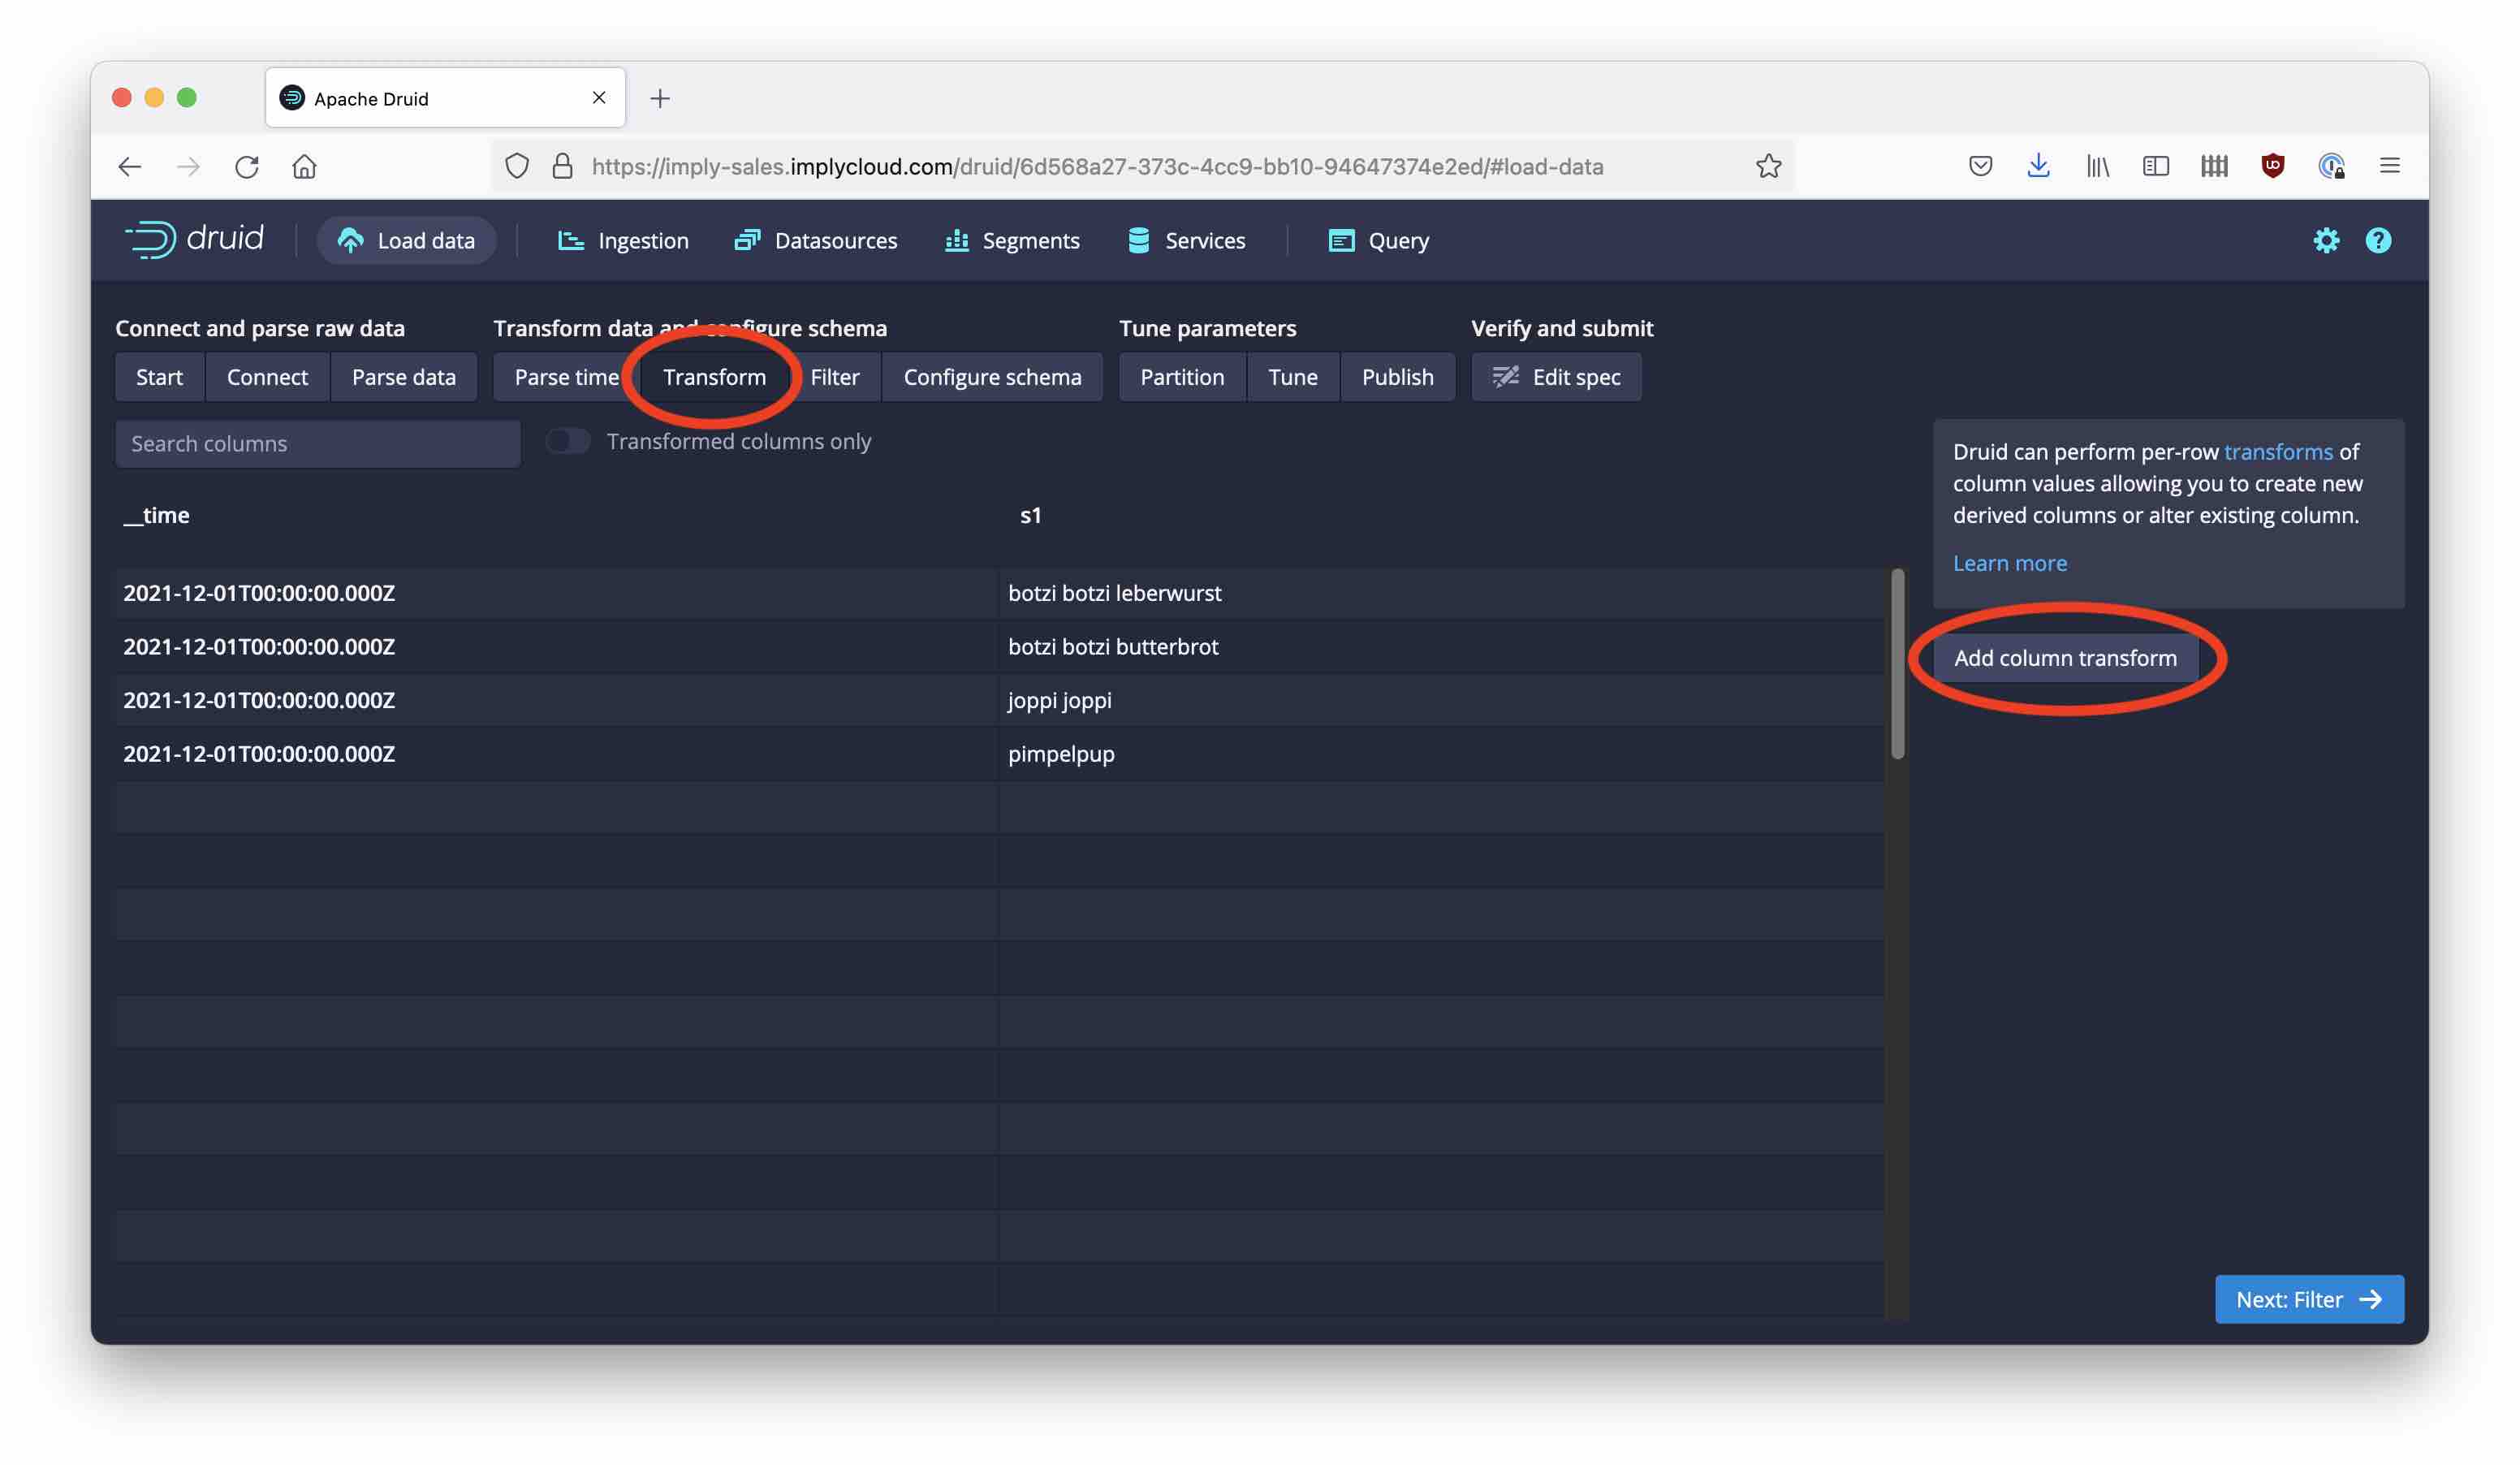 Apache Druid
https://imply-sales.implycloud.com/druid/6d568a27-373c-4cc9-bb10-94647374e2ed/#load-data
druid Load data Ingestion Datasources Segments Services Query
Connect and parse raw data Transform data and configure schema Tune parameters Verify and submit
Start Connect Parse data Parse time Transform Filter Configure schema Partition Tune Publish Edit spec
Search columns Transformed columns only
Druid can perform per-row transforms of
column values allowing you to create new
derived columns or alter existing column.
Learn more
Add column transform
__time s1
2021-12-01T00:00:00.000Z botzi botzi leberwurst
2021-12-01T00:00:00.000Z botzi botzi butterbrot
2021-12-01T00:00:00.000Z joppi joppi
2021-12-01T00:00:00.000Z pimpelpup
Next: Filter